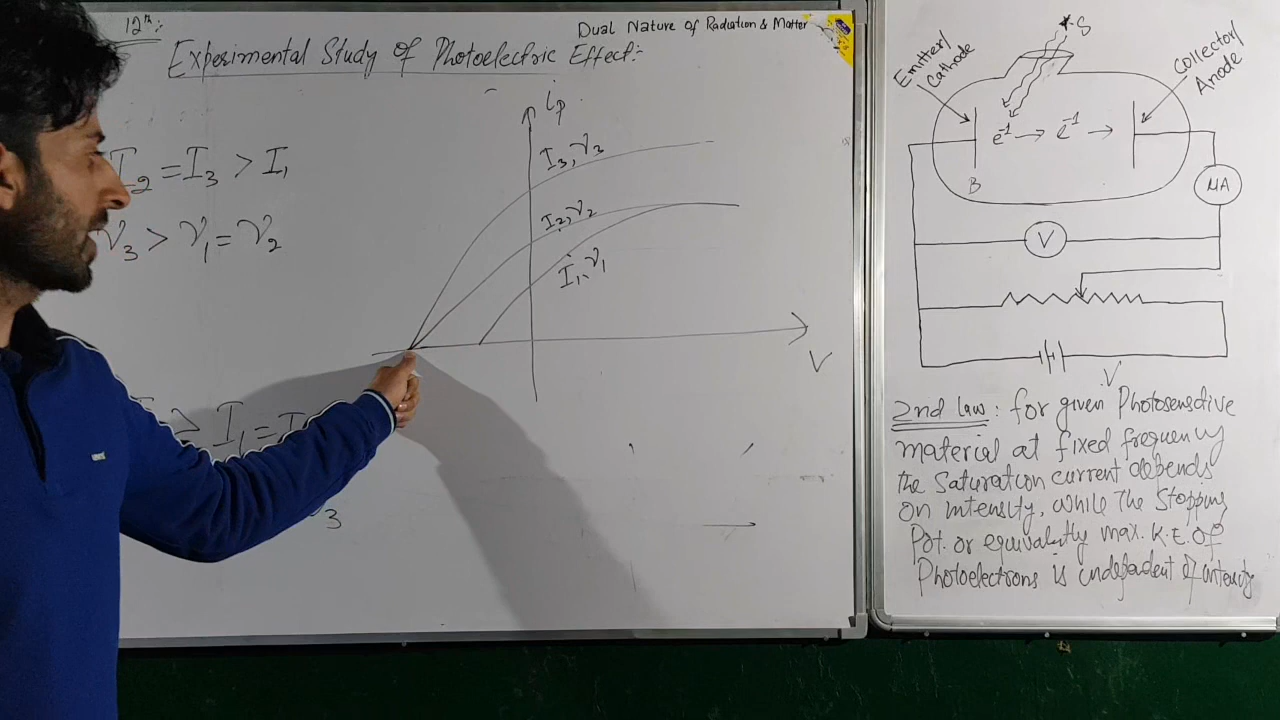 12th:
Dual Nature Of Radiation & Matter
Experimental Study of Photoelectric Effect:
I2 = I3 > I1
ν3 > ν1 = ν2
ip
I3, ν3
I2, ν2
I1, ν1
V
> I1 =
3
S
Emitter/
Cathode
Collector/
Anode
e-1 → e-1 →
B
μA
V
V
2nd law: for given Photosensitive
material at fixed frequency
the Saturation current depends
on intensity, while the Stopping
Pot. or equivalently max. K.E. of
Photoelectrons is independent of intensity